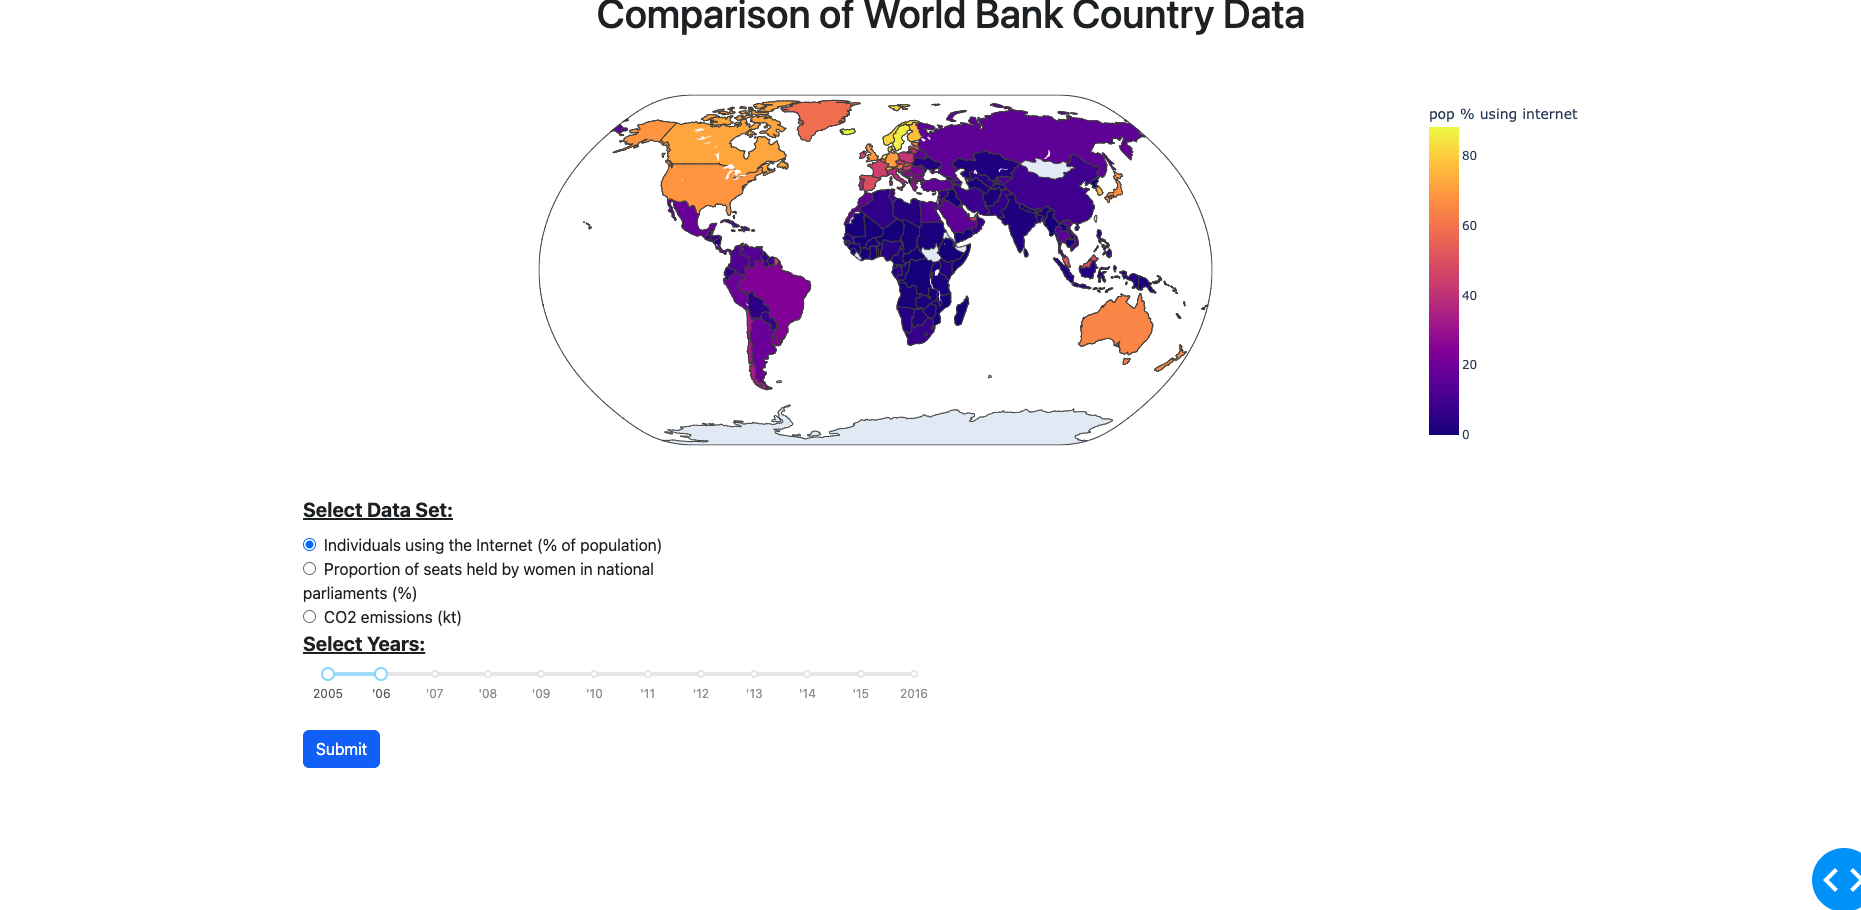 Comparison of World Bank Country Data
pop % using internet
80
60
40
20
0
Select Data Set:
Individuals using the Internet (% of population)
Proportion of seats held by women in national
parliaments (%)
CO2 emissions (kt)
Select Years:
2005 '06 '07 '08 '09 '10 '11 '12 '13 '14 '15 2016
Submit